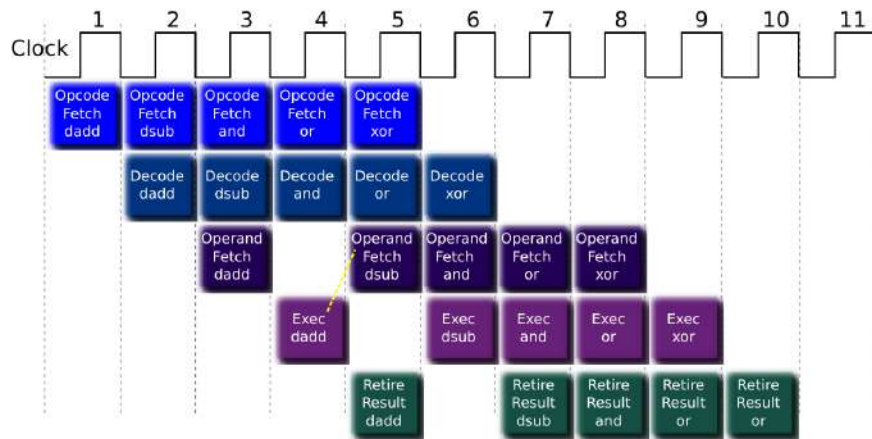 1 2 3 4 5 6 7 8 9 10 11
Clock
Opcode Opcode Opcode Opcode Opcode
Fetch Fetch Fetch Fetch Fetch
dadd dsub and or xor
Decode Decode Decode Decode Decode
dadd dsub and or xor
Operand Operand Operand Operand Operand
Fetch Fetch Fetch Fetch Fetch
dadd dsub and or xor
Exec Exec Exec Exec Exec
dadd dsub and or xor
Retire Retire Retire Retire Retire
Result Result Result Result Result
dadd dsub and or or